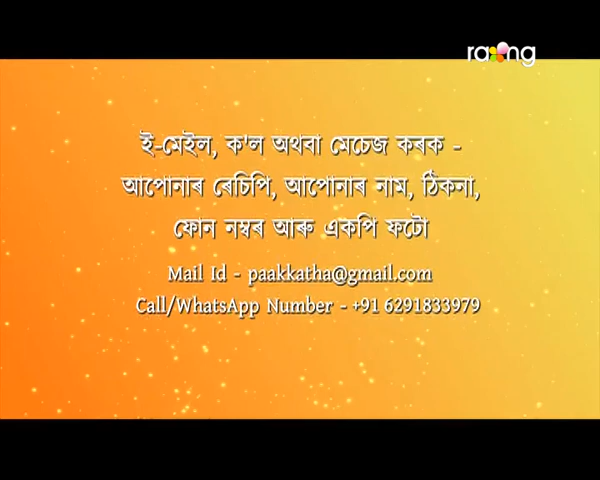 raong
ই-মেইল, ক'ল অথবা মেচেজ কৰক -
আপোনাৰ ৰেচিপি, আপোনাৰ নাম, ঠিকনা,
ফোন নম্বৰ আৰু একপি ফটো
Mail Id - paakkatha@gmail.com
Call/WhatsApp Number - +91 6291833979